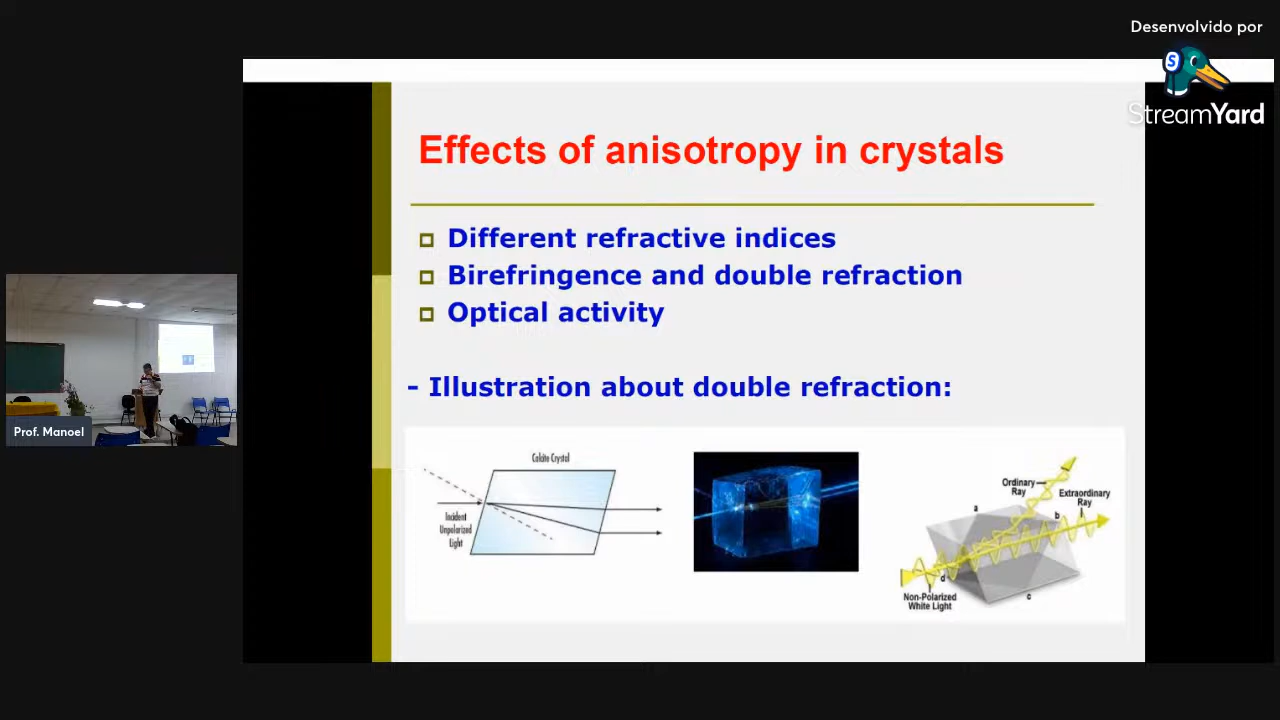 Desenvolvido por
S
StreamYard
Effects of anisotropy in crystals
Different refractive indices
Birefringence and double refraction
Optical activity
- Illustration about double refraction:
Calcite Crystal
Incident
Unpolarized
Light
Ordinary
Ray
Extraordinary
Ray
a
b
d
c
Non-Polarized
White Light
Prof. Manoel